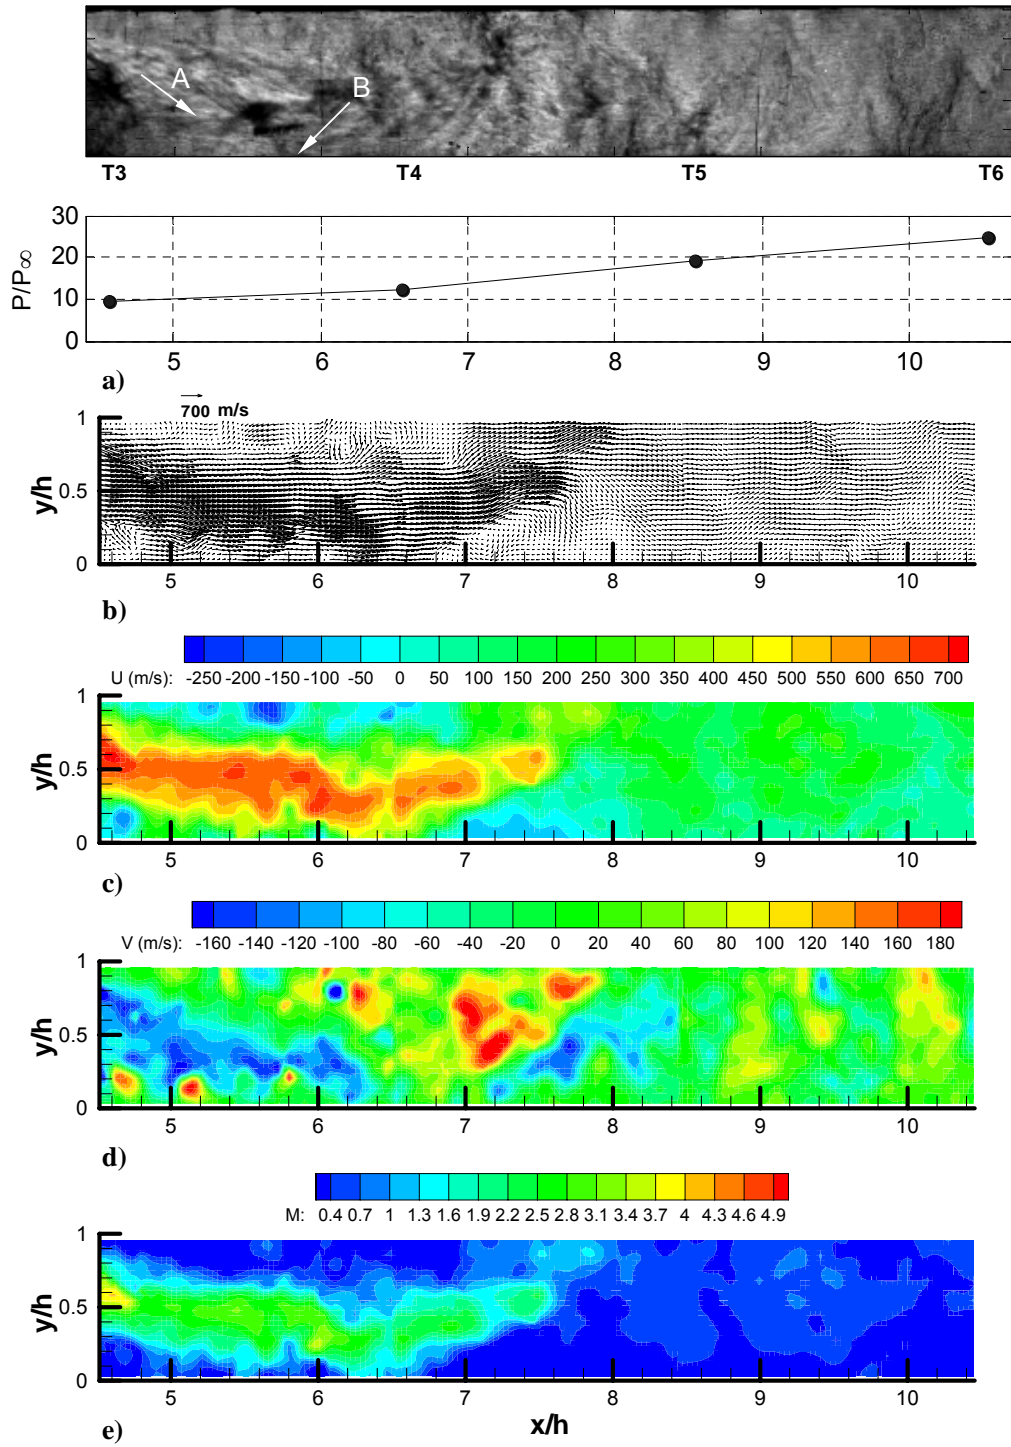 A
B
T3 T4 T5 T6
30
20
10
0
P/P∞
5 6 7 8 9 10
a)
700 m/s
1
0.5
0
y/h
5 6 7 8 9 10
b)
U (m/s): -250 -200 -150 -100 -50 0 50 100 150 200 250 300 350 400 450 500 550 600 650 700
1
0.5
0
y/h
5 6 7 8 9 10
c)
V (m/s): -160 -140 -120 -100 -80 -60 -40 -20 0 20 40 60 80 100 120 140 160 180
1
0.5
0
y/h
5 6 7 8 9 10
d)
M: 0.4 0.7 1 1.3 1.6 1.9 2.2 2.5 2.8 3.1 3.4 3.7 4 4.3 4.6 4.9
1
0.5
0
y/h
5 6 7 8 9 10
e)
x/h